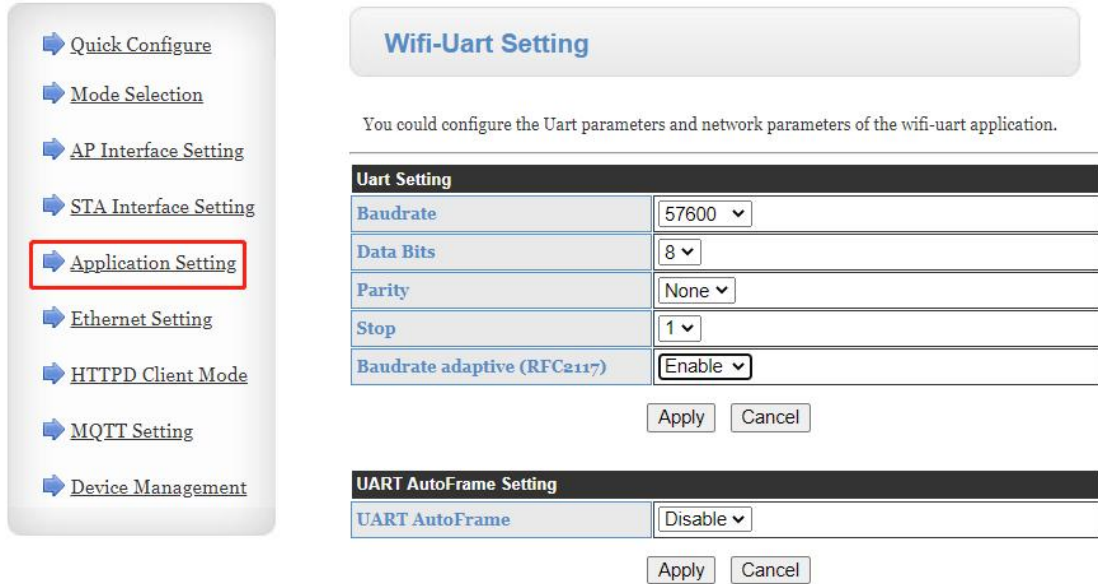 Quick Configure
Mode Selection
AP Interface Setting
STA Interface Setting
Application Setting
Ethernet Setting
HTTPD Client Mode
MQTT Setting
Device Management
Wifi-Uart Setting
You could configure the Uart parameters and network parameters of the wifi-uart application.
Uart Setting
Baudrate 57600
Data Bits 8
Parity None
Stop 1
Baudrate adaptive (RFC2117) Enable
Apply Cancel
UART AutoFrame Setting
UART AutoFrame Disable
Apply Cancel